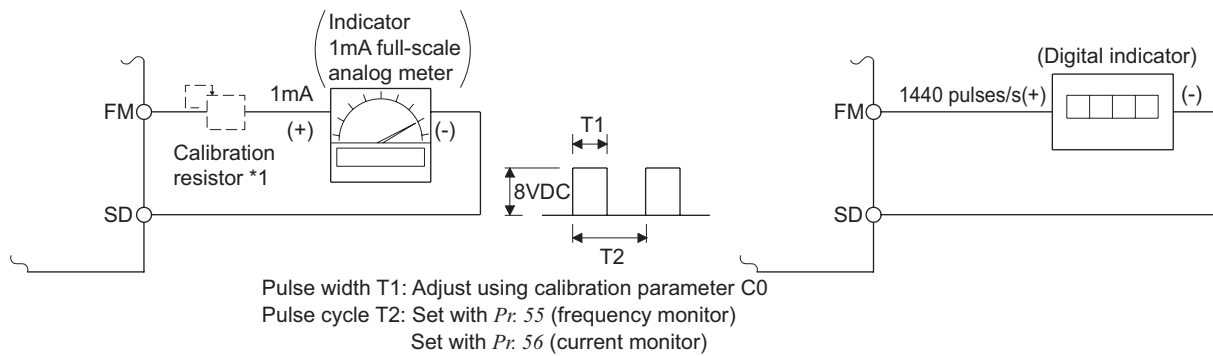 Indicator
1mA full-scale
analog meter
(Digital indicator)
FM
1mA
(+)
(-)
Calibration
resistor *1
SD
T1
8VDC
T2
FM
1440 pulses/s(+)
(-)
SD
Pulse width T1: Adjust using calibration parameter C0
Pulse cycle T2: Set with Pr. 55 (frequency monitor)
Set with Pr. 56 (current monitor)